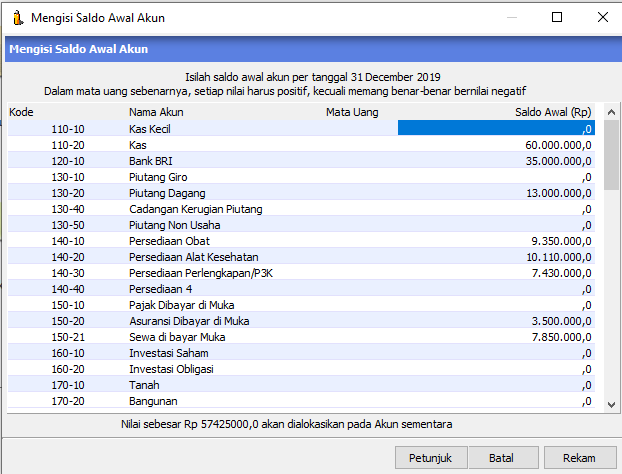 Mengisi Saldo Awal Akun
Mengisi Saldo Awal Akun
Isilah saldo awal akun per tanggal 31 December 2019
Dalam mata uang sebenarnya, setiap nilai harus positif, kecuali memang benar-benar bernilai negatif
Kode Nama Akun Mata Uang Saldo Awal (Rp)
110-10 Kas Kecil ,0
110-20 Kas 60.000.000,0
120-10 Bank BRI 35.000.000,0
130-10 Piutang Giro ,0
130-20 Piutang Dagang 13.000.000,0
130-40 Cadangan Kerugian Piutang ,0
130-50 Piutang Non Usaha ,0
140-10 Persediaan Obat 9.350.000,0
140-20 Persediaan Alat Kesehatan 10.110.000,0
140-30 Persediaan Perlengkapan/P3K 7.430.000,0
140-40 Persediaan 4 ,0
150-10 Pajak Dibayar di Muka ,0
150-20 Asuransi Dibayar di Muka 3.500.000,0
150-21 Sewa di bayar Muka 7.850.000,0
160-10 Investasi Saham ,0
160-20 Investasi Obligasi ,0
170-10 Tanah ,0
170-20 Bangunan ,0
Nilai sebesar Rp 57425000,0 akan dialokasikan pada Akun sementara
Petunjuk Batal Rekam